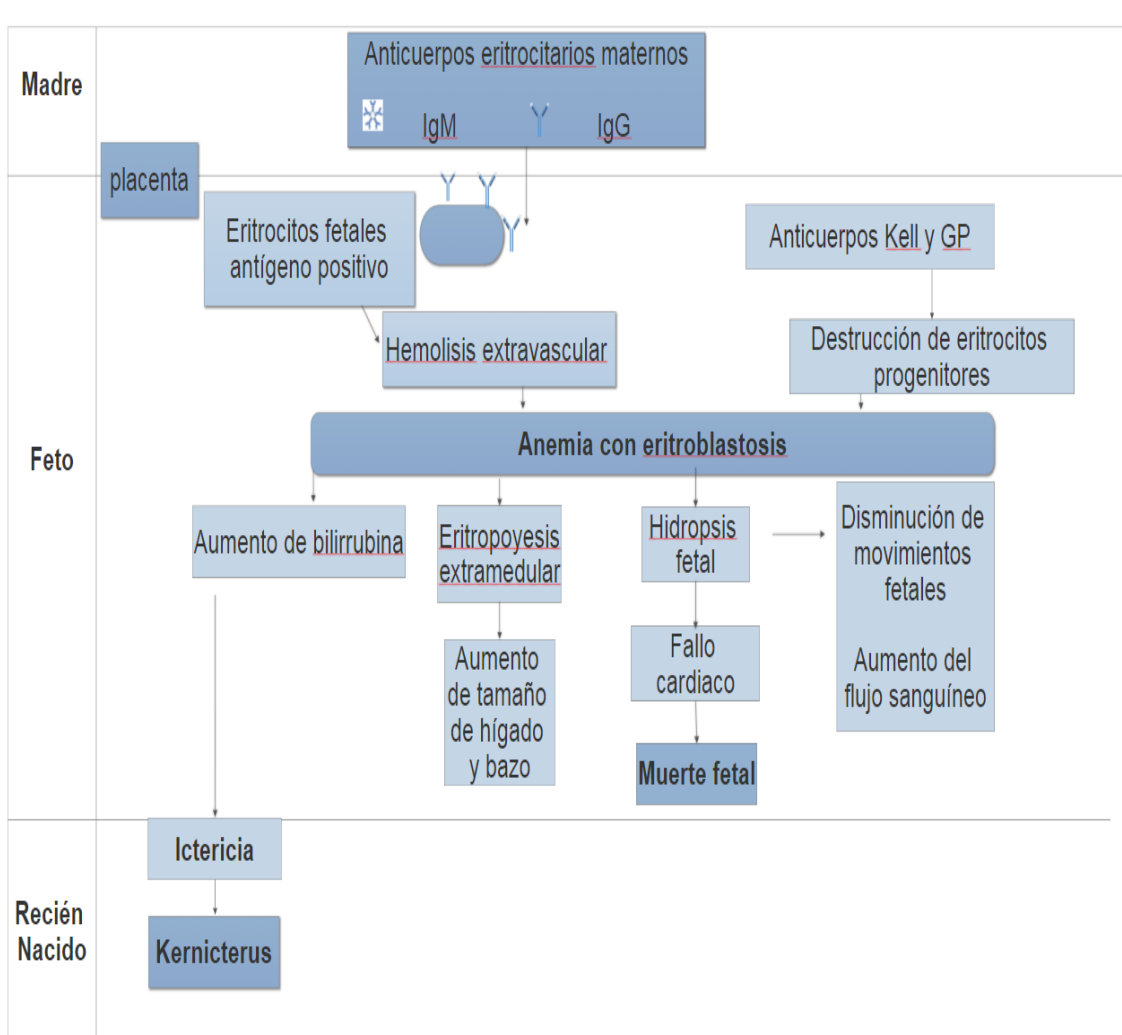 Madre
Anticuerpos eritrocitarios maternos
IgM IgG
placenta
Feto
Eritrocitos fetales
antígeno positivo
Anticuerpos Kell y GP
Hemolisis extravascular
Destrucción de eritrocitos
progenitores
Anemia con eritroblastosis
Aumento de bilirrubina
Eritropoyesis
extramedular
Hidropsis
fetal
Disminución de
movimientos
fetales
Aumento del
flujo sanguíneo
Aumento
de tamaño
de hígado
y bazo
Fallo
cardiaco
Muerte fetal
Recién
Nacido
Ictericia
Kernicterus